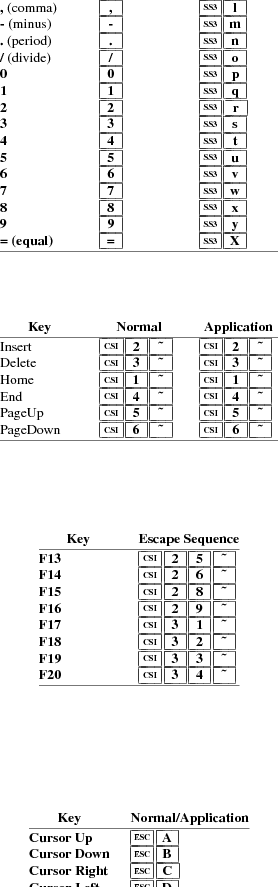 , (comma) , SS3 l
- (minus) - SS3 m
. (period) . SS3 n
/ (divide) / SS3 o
0 0 SS3 p
1 1 SS3 q
2 2 SS3 r
3 3 SS3 s
4 4 SS3 t
5 5 SS3 u
6 6 SS3 v
7 7 SS3 w
8 8 SS3 x
9 9 SS3 y
= (equal) = SS3 X
Key Normal Application
Insert CSI 2 ~ CSI 2 ~
Delete CSI 3 ~ CSI 3 ~
Home CSI 1 ~ CSI 1 ~
End CSI 4 ~ CSI 4 ~
PageUp CSI 5 ~ CSI 5 ~
PageDown CSI 6 ~ CSI 6 ~
Key Escape Sequence
F13 CSI 2 5 ~
F14 CSI 2 6 ~
F15 CSI 2 8 ~
F16 CSI 2 9 ~
F17 CSI 3 1 ~
F18 CSI 3 2 ~
F19 CSI 3 3 ~
F20 CSI 3 4 ~
Key Normal/Application
Cursor Up ESC A
Cursor Down ESC B
Cursor Right ESC C
Cursor Left ESC D